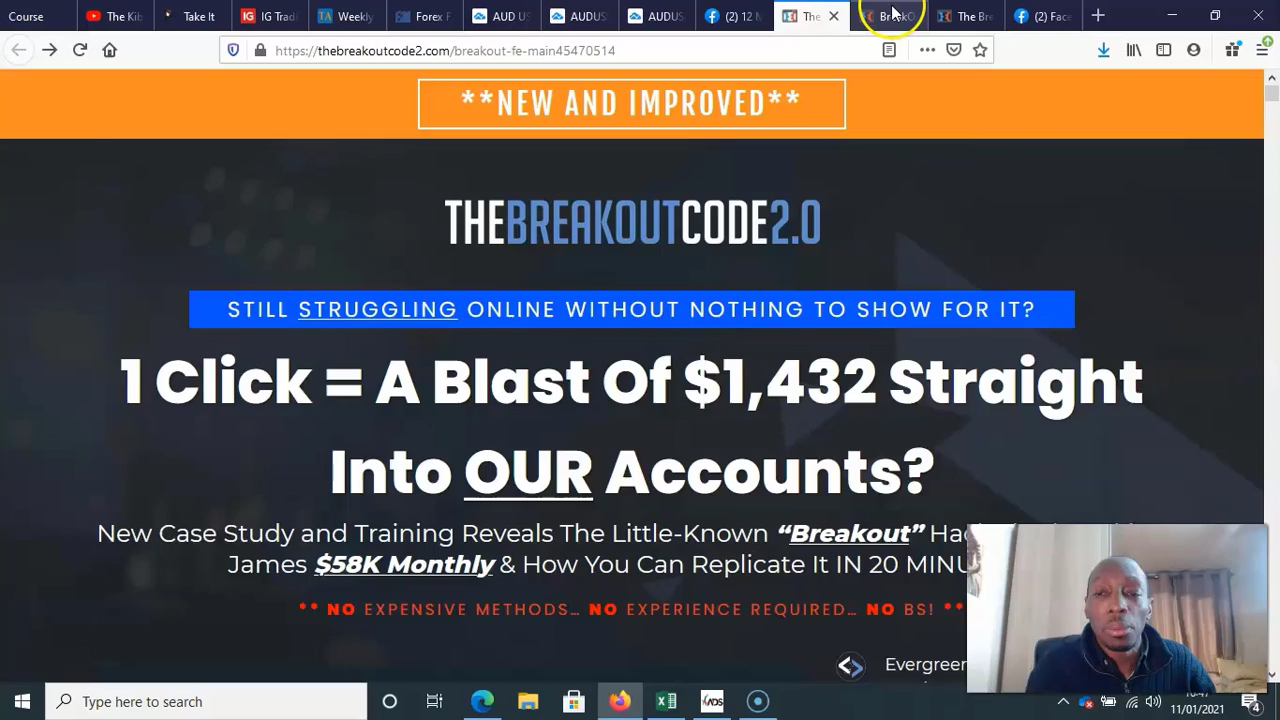 Course
The Kib
Take It
IG Tradi
Weekly
Forex F
AUD US
AUDUS
AUDUS
(2) 12 M
The
BreakO
The Bre
(2) Face
https://thebreakoutcode2.com/breakout-fe-main45470514
**NEW AND IMPROVED**
THEBREAKOUTCODE2.0
STILL STRUGGLING ONLINE WITHOUT NOTHING TO SHOW FOR IT?
1 Click = A Blast Of $1,432 Straight
Into OUR Accounts?
New Case Study and Training Reveals The Little-Known “Breakout”
James $58K Monthly & How You Can Replicate It IN 20
** NO EXPENSIVE METHODS… NO EXPERIENCE REQUIRED… NO BS! **
Evergreen
Type here to search
11/01/2021